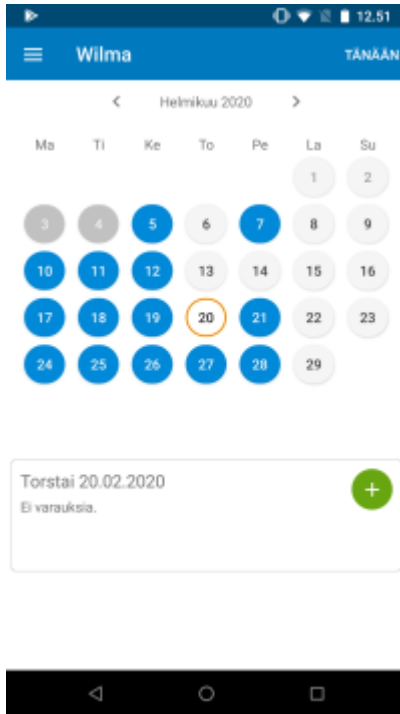 12.51
Wilma TÄNÄÄN
Helmikuu 2020
Ma Ti Ke To Pe La Su
1 2
3 4 5 6 7 8 9
10 11 12 13 14 15 16
17 18 19 20 21 22 23
24 25 26 27 28 29
Torstai 20.02.2020
Ei varauksia.